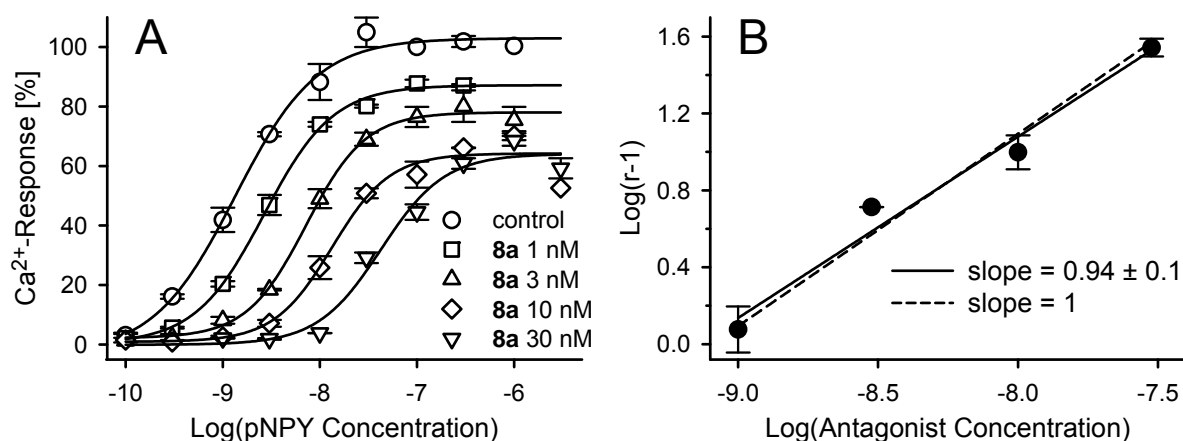 A
Ca2+-Response [%]
100
80
60
40
20
0
control
8a 1 nM
8a 3 nM
8a 10 nM
8a 30 nM
-10 -9 -8 -7 -6
Log(pNPY Concentration)
B
Log(r-1)
1.6
1.2
0.8
0.4
0.0
slope = 0.94 ± 0.1
slope = 1
-9.0 -8.5 -8.0 -7.5
Log(Antagonist Concentration)